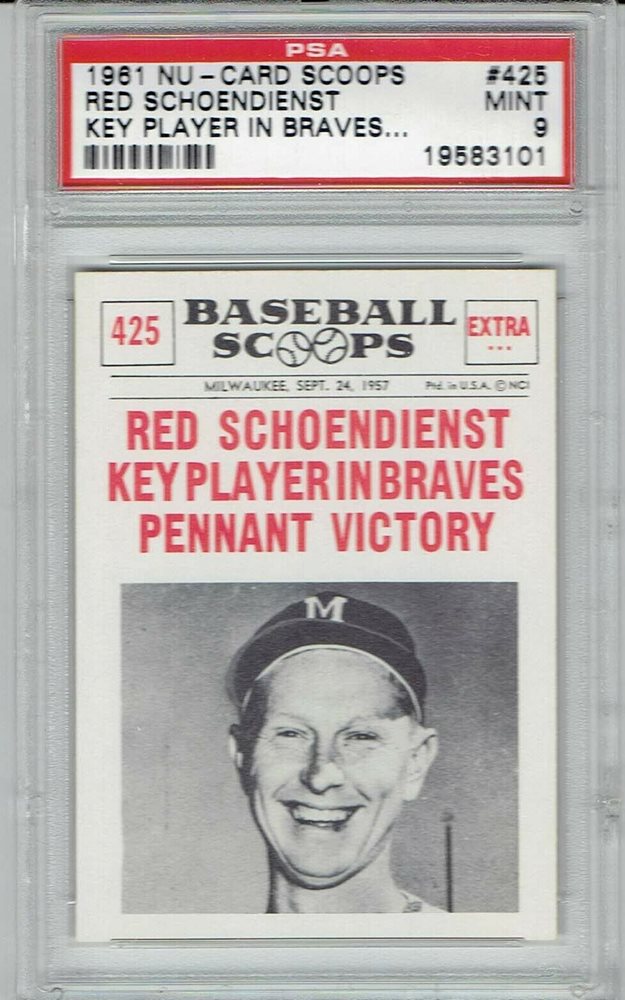 PSA
1961 NU-CARD SCOOPS #425
RED SCHOENDIENST MINT
KEY PLAYER IN BRAVES... 9
19583101
425 BASEBALL SCOOPS EXTRA
MILWAUKEE, SEPT. 24, 1957 Ptd. in U.S.A. © NCI
RED SCHOENDIENST
KEY PLAYER IN BRAVES
PENNANT VICTORY
M